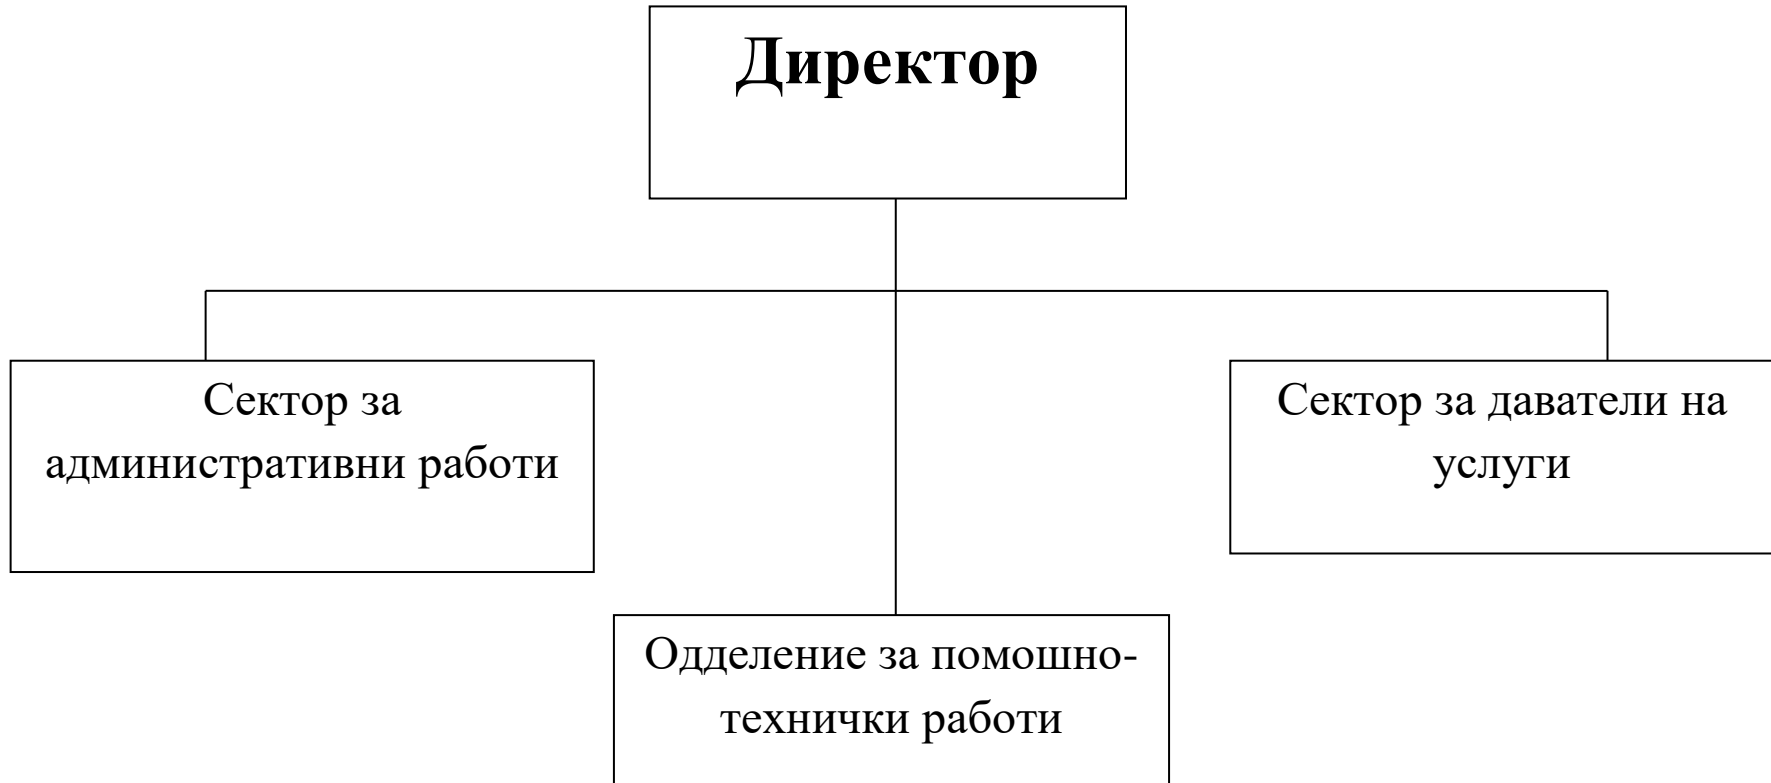 Директор
Сектор за
административни работи
Сектор за даватели на
услуги
Одделение за помошно-
технички работи